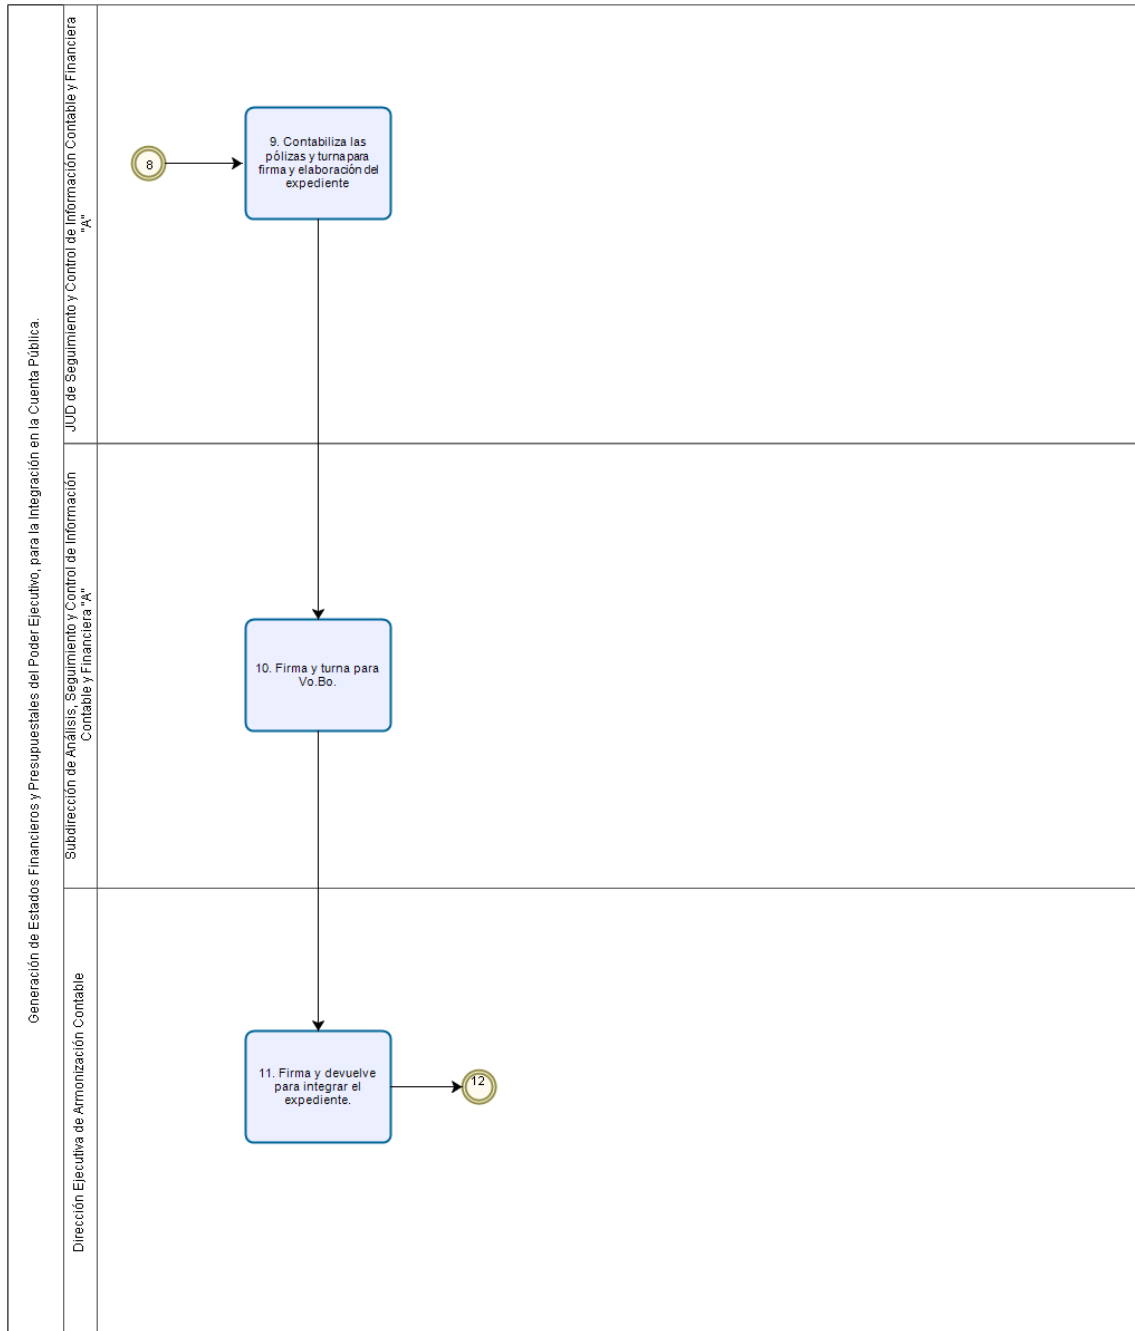 Generación de Estados Financieros y Presupuestales del Poder Ejecutivo, para la Integración en la Cuenta Pública.
JUD de Seguimiento y Control de Información Contable y Financiera
"A"
8
9. Contabiliza las
pólizas y turna para
firma y elaboración del
expediente
Subdirección de Análisis, Seguimiento y Control de Información
Contable y Financiera "A"
10. Firma y turna para
Vo.Bo.
Dirección Ejecutiva de Armonización Contable
11. Firma y devuelve
para integrar el
expediente.
12